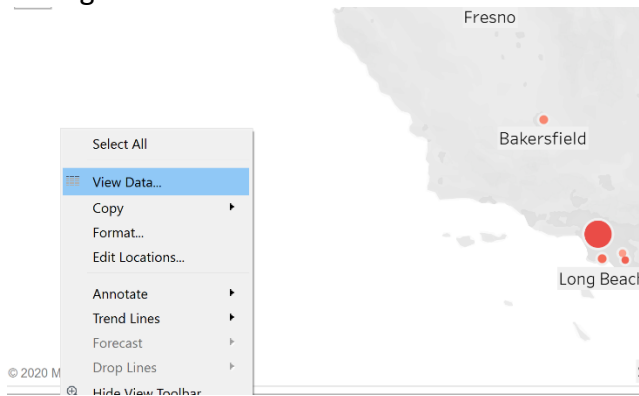 Fresno
Bakersfield
Long Beach
Select All
View Data...
Copy
Format...
Edit Locations...
Annotate
Trend Lines
Forecast
Drop Lines
Hide View Toolbar
© 2020 M